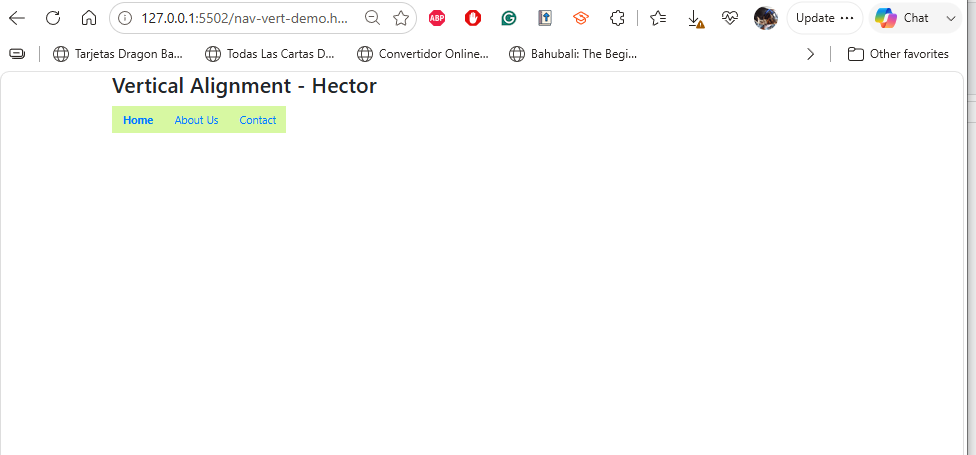 127.0.0.1:5502/nav-vert-demo.h... ABP Update Chat
Tarjetas Dragon Ba... Todas Las Cartas D... Convertidor Online... Bahubali: The Begi... Other favorites
Vertical Alignment - Hector
Home About Us Contact